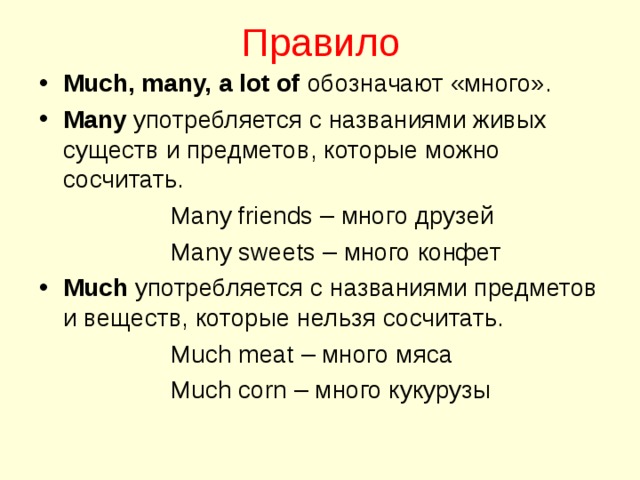 Правило
• Much, many, a lot of обозначают «много».
• Many употребляется с названиями живых
существ и предметов, которые можно
сосчитать.
Many friends – много друзей
Many sweets – много конфет
• Much употребляется с названиями предметов
и веществ, которые нельзя сосчитать.
Much meat – много мяса
Much corn – много кукурузы